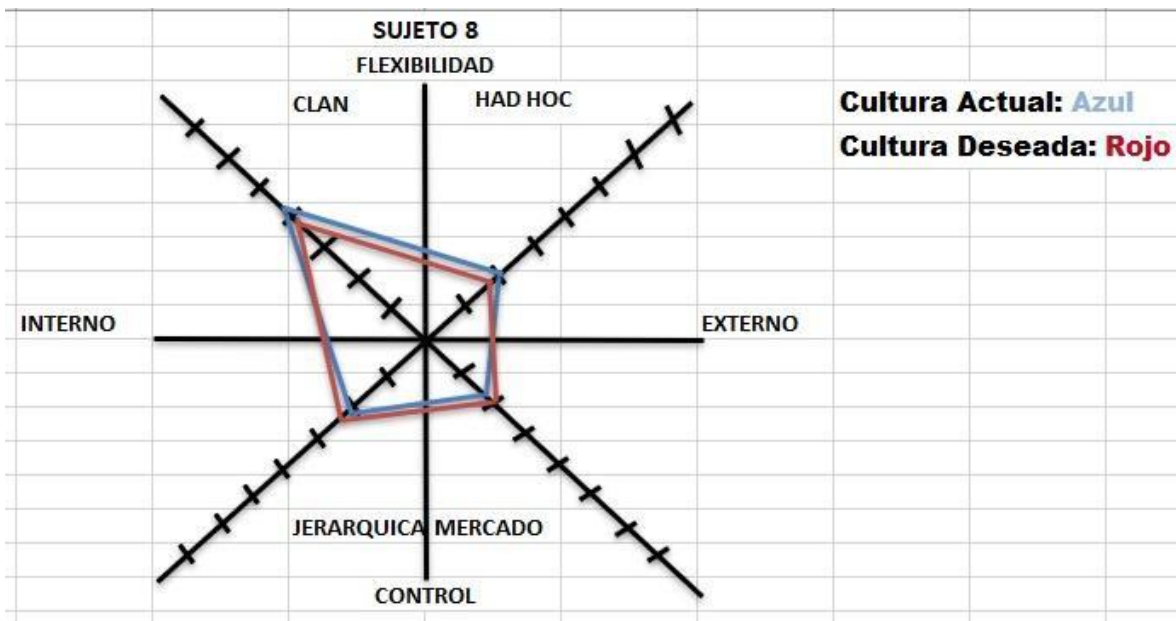 SUJETO 8
FLEXIBILIDAD
CLAN
HAD HOC
Cultura Actual: Azul
Cultura Deseada: Rojo
INTERNO
EXTERNO
JERARQUICA
MERCADO
CONTROL